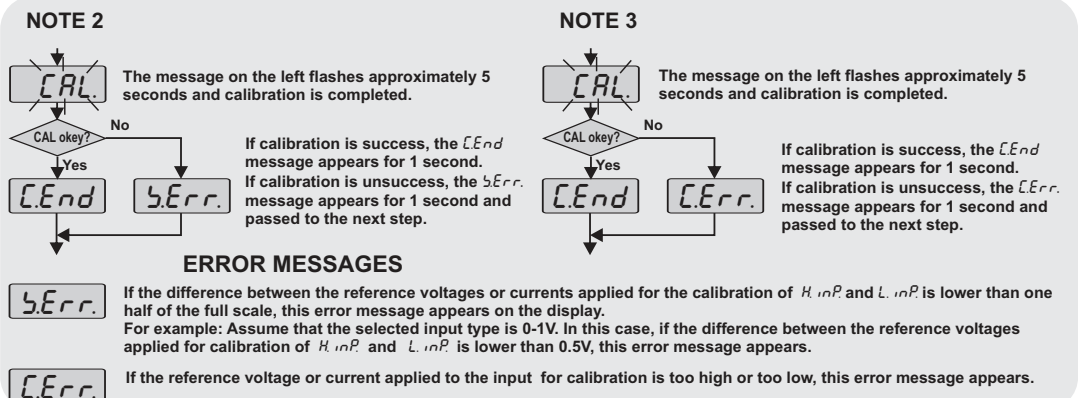 NOTE 2
CAL.
The message on the left flashes approximately 5
seconds and calibration is completed.
CAL okey?
No
Yes
C.End
S.Err.
If calibration is success, the C.End
message appears for 1 second.
If calibration is unsuccess, the S.Err.
message appears for 1 second and
passed to the next step.
NOTE 3
CAL.
The message on the left flashes approximately 5
seconds and calibration is completed.
CAL okey?
No
Yes
C.End
C.Err.
If calibration is success, the C.End
message appears for 1 second.
If calibration is unsuccess, the C.Err.
message appears for 1 second and
passed to the next step.
ERROR MESSAGES
S.Err.
If the difference between the reference voltages or currents applied for the calibration of H. inP. and L. inP. is lower than one
half of the full scale, this error message appears on the display.
For example: Assume that the selected input type is 0-1V. In this case, if the difference between the reference voltages
applied for calibration of H. inP. and L. inP. is lower than 0.5V, this error message appears.
C.Err.
If the reference voltage or current applied to the input for calibration is too high or too low, this error message appears.